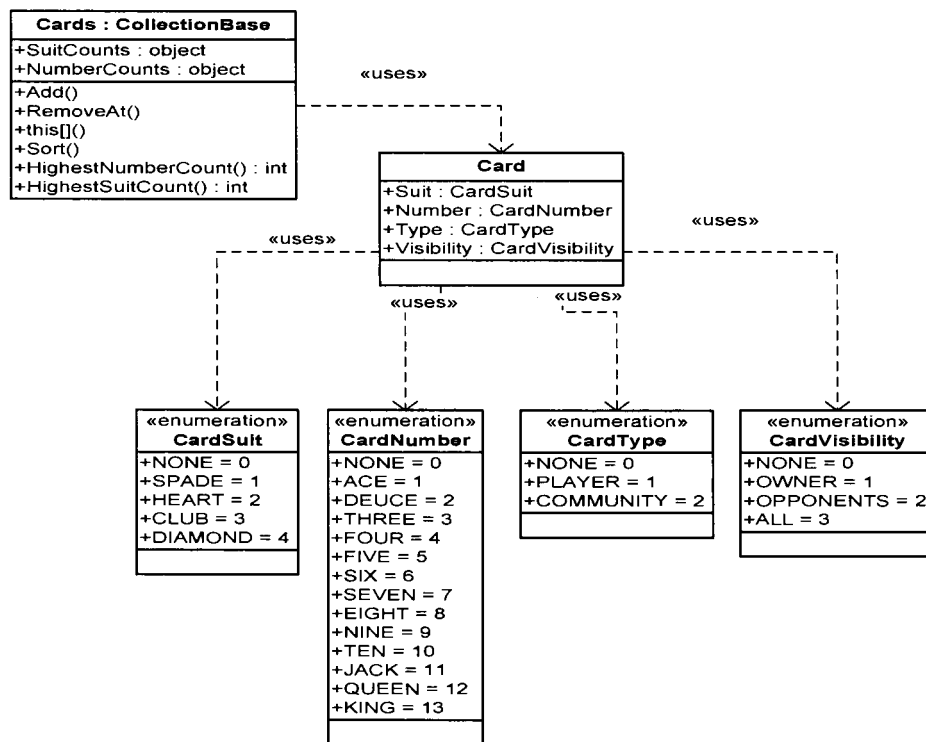 Cards : CollectionBase
+SuitCounts : object
+NumberCounts : object
+Add()
+RemoveAt()
+this[]()
+Sort()
+HighestNumberCount() : int
+HighestSuitCount() : int
«uses»
Card
+Suit : CardSuit
+Number : CardNumber
+Type : CardType
+Visibility : CardVisibility
«uses»
«uses»
«uses»
«uses»
«enumeration»
CardSuit
+NONE = 0
+SPADE = 1
+HEART = 2
+CLUB = 3
+DIAMOND = 4
«enumeration»
CardNumber
+NONE = 0
+ACE = 1
+DEUCE = 2
+THREE = 3
+FOUR = 4
+FIVE = 5
+SIX = 6
+SEVEN = 7
+EIGHT = 8
+NINE = 9
+TEN = 10
+JACK = 11
+QUEEN = 12
+KING = 13
«enumeration»
CardType
+NONE = 0
+PLAYER = 1
+COMMUNITY = 2
«enumeration»
CardVisibility
+NONE = 0
+OWNER = 1
+OPPONENTS = 2
+ALL = 3